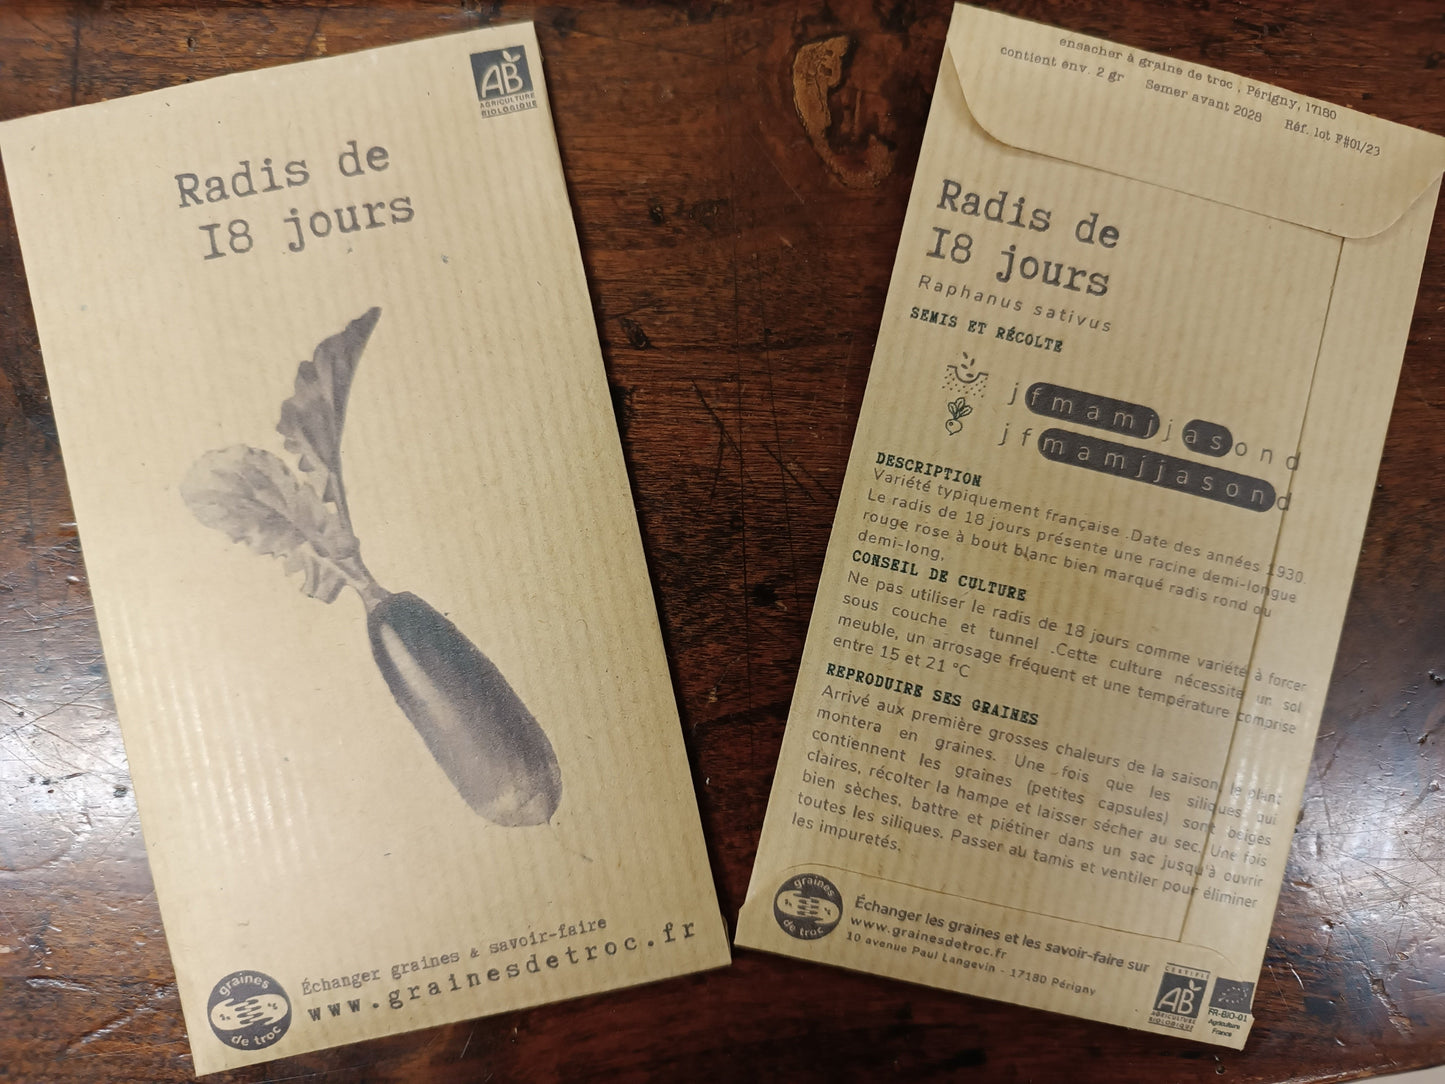 AB
AGRICULTURE
BIOLOGIQUE
Radis de
18 jours
Échanger graines & savoir-faire
www.grainesdetroc.fr
graines
de troc
ensacher à graine de troc , Périgny, 17180
contient env. 2 gr Semer avant 2028 Réf. lot F#01/23
Radis de
18 jours
Raphanus sativus
SEMIS ET RÉCOLTE
j f m a m j j a s o n d
j f m a m j j a s o n d
DESCRIPTION
Variété typiquement française .Date des années 1930.
Le radis de 18 jours présente une racine demi-longue
rouge rose à bout blanc bien marqué radis rond ou
demi-long,
CONSEIL DE CULTURE
Ne pas utiliser le radis de 18 jours comme variété à forcer
sous couche et tunnel .Cette culture nécessite un sol
meuble, un arrosage fréquent et une température comprise
entre 15 et 21 °C
REPRODUIRE SES GRAINES
Arrivé aux première grosses chaleurs de la saison, le plant
montera en graines. Une fois que les siliques qui
contiennent les graines (petites capsules) sont beiges
claires, récolter la hampe et laisser sécher au sec. Une fois
bien sèches, battre et piétiner dans un sac jusqu'à ouvrir
toutes les siliques. Passer au tamis et ventiler pour éliminer
les impuretés.
graines
de troc
Échanger les graines et les savoir-faire sur
www.grainesdetroc.fr
10 avenue Paul Langevin - 17180 Périgny
CERTIFIÉ
AB
AGRICULTURE
BIOLOGIQUE
FR-BIO-01
Agriculture
France